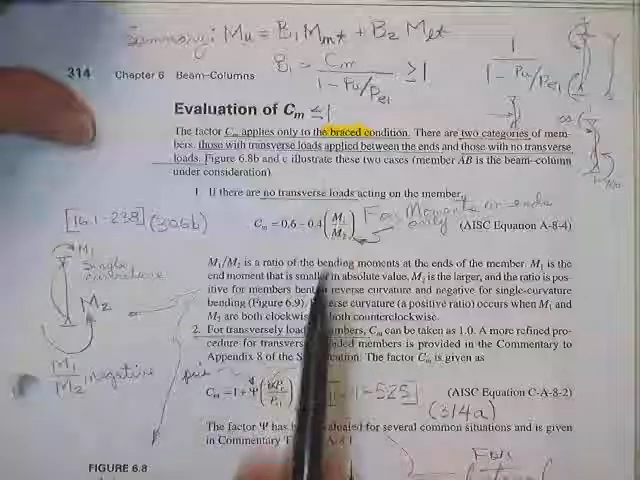 Summary: Mu = B1 Mnt + B2 Mlt
B1 = Cm / (1 - Pu/Pe1) ≥ 1
1 / (1 - Pu/Pe1)
314 Chapter 6 Beam-Columns
Evaluation of Cm ≤ 1
The factor Cm applies only to the braced condition. There are two categories of mem-
bers: those with transverse loads applied between the ends and those with no transverse
loads. Figure 6.8b and c illustrate these two cases (member AB is the beam-column
under consideration).
1. If there are no transverse loads acting on the member,
[16.1-238] (306b)
Cm = 0.6 - 0.4 (M1/M2) (AISC Equation A-8-4)
For Moments on ends only
M1
Single curvature
M2
M1/M2 negative
M1/M2 is a ratio of the bending moments at the ends of the member. M1 is the
end moment that is smaller in absolute value, M2 is the larger, and the ratio is pos-
itive for members bent in reverse curvature and negative for single-curvature
bending (Figure 6.9). Reverse curvature (a positive ratio) occurs when M1 and
M2 are both clockwise or both counterclockwise.
2. For transversely loaded members, Cm can be taken as 1.0. A more refined pro-
cedure for transversely loaded members is provided in the Commentary to
Appendix 8 of the Specification. The factor Cm is given as
Cm = 1 + Ψ 1-525] (AISC Equation C-A-8-2)
(314a)
The factor Ψ has been evaluated for several common situations and is given
in Commentary
FIGURE 6.8